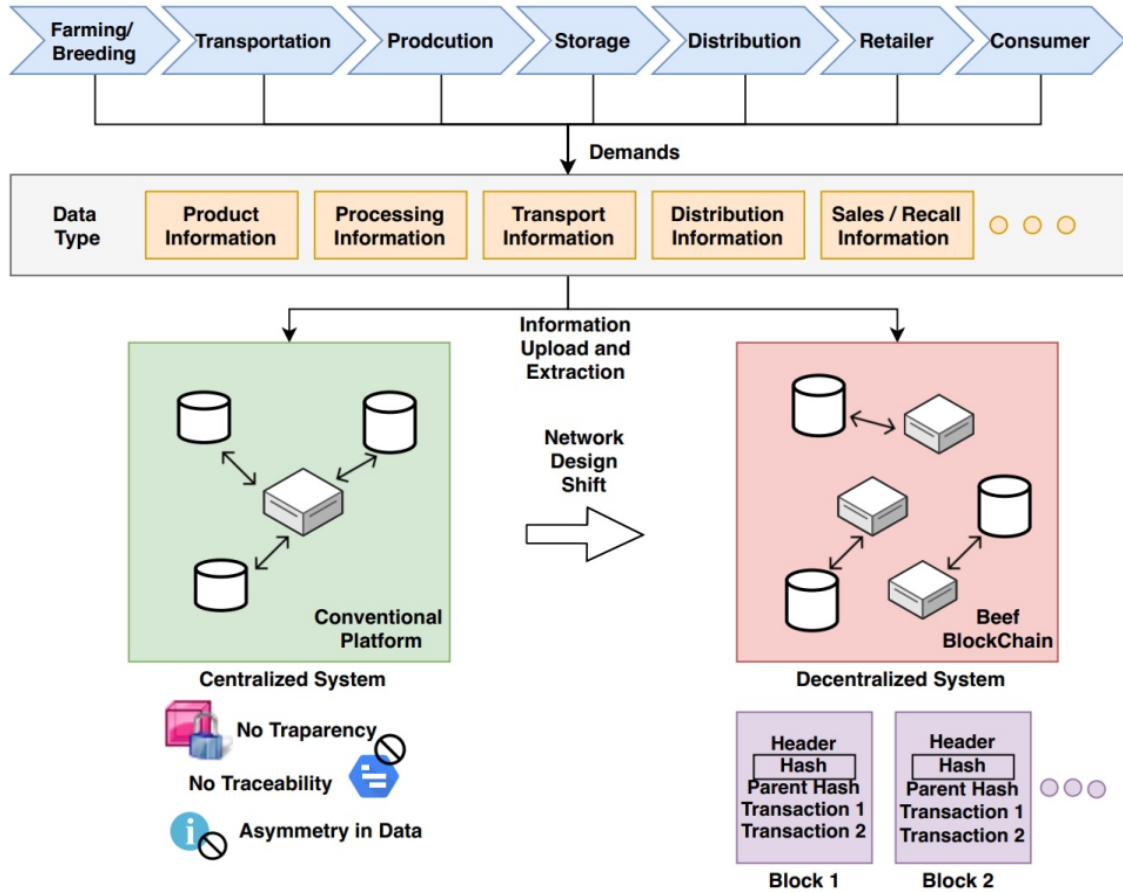 Farming/
Breeding
Transportation
Prodcution
Storage
Distribution
Retailer
Consumer
Demands
Data
Type
Product
Information
Processing
Information
Transport
Information
Distribution
Information
Sales / Recall
Information
Information
Upload and
Extraction
Network
Design
Shift
Conventional
Platform
Beef
BlockChain
Centralized System
Decentralized System
No Traparency
No Traceability
i
Asymmetry in Data
Header
Hash
Parent Hash
Transaction 1
Transaction 2
Block 1
Header
Hash
Parent Hash
Transaction 1
Transaction 2
Block 2